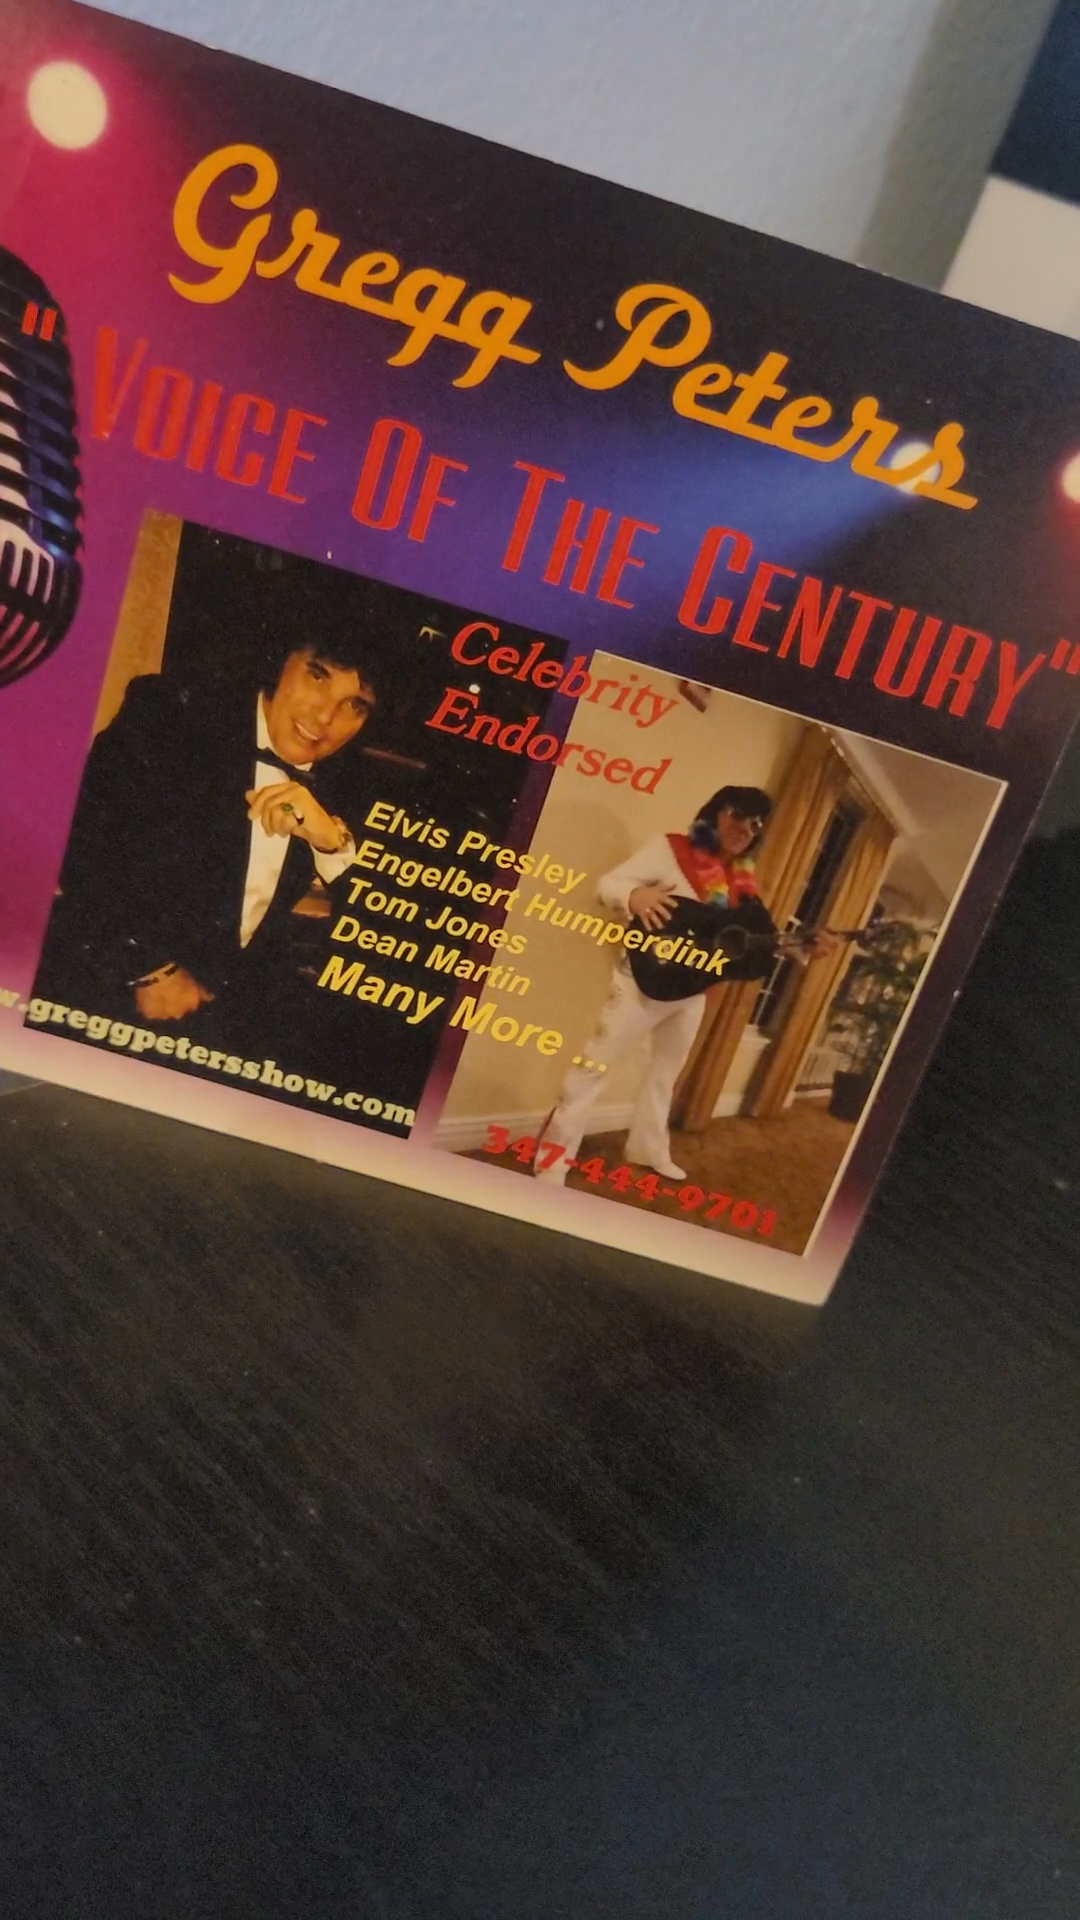 Gregg Peters
" VOICE OF THE CENTURY"
Celebrity
Endorsed
Elvis Presley
Engelbert Humperdink
Tom Jones
Dean Martin
Many More ...
w.greggpetersshow.com
347-444-9701